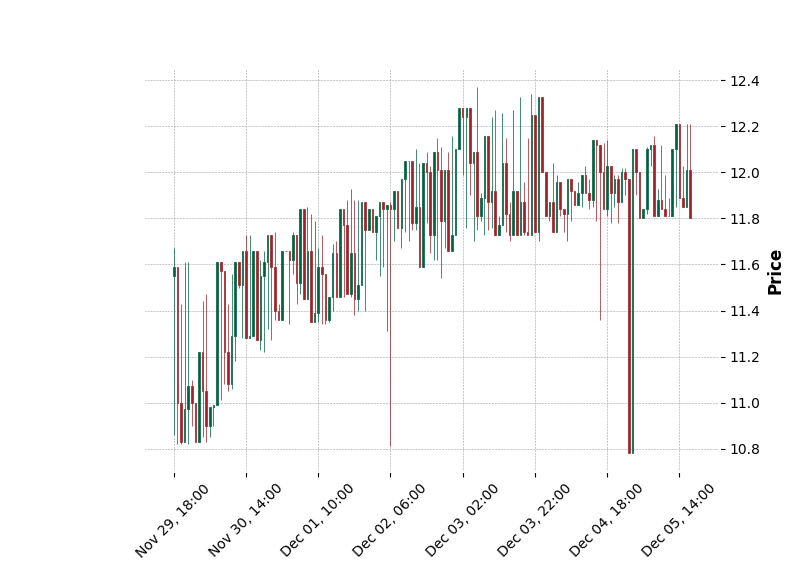 12.4
12.2
12.0
11.8
11.6
11.4
11.2
11.0
10.8
Price
Nov 29, 18:00
Nov 30, 14:00
Dec 01, 10:00
Dec 02, 06:00
Dec 03, 02:00
Dec 03, 22:00
Dec 04, 18:00
Dec 05, 14:00